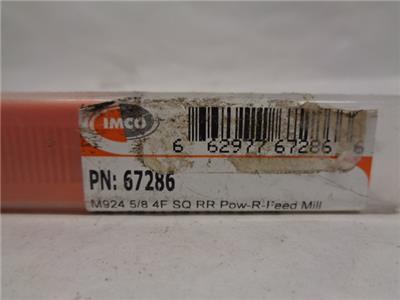 IMCO
6 62977 67286 6
PN: 67286
M924 5/8 4F SQ RR Pow-R-Feed Mill